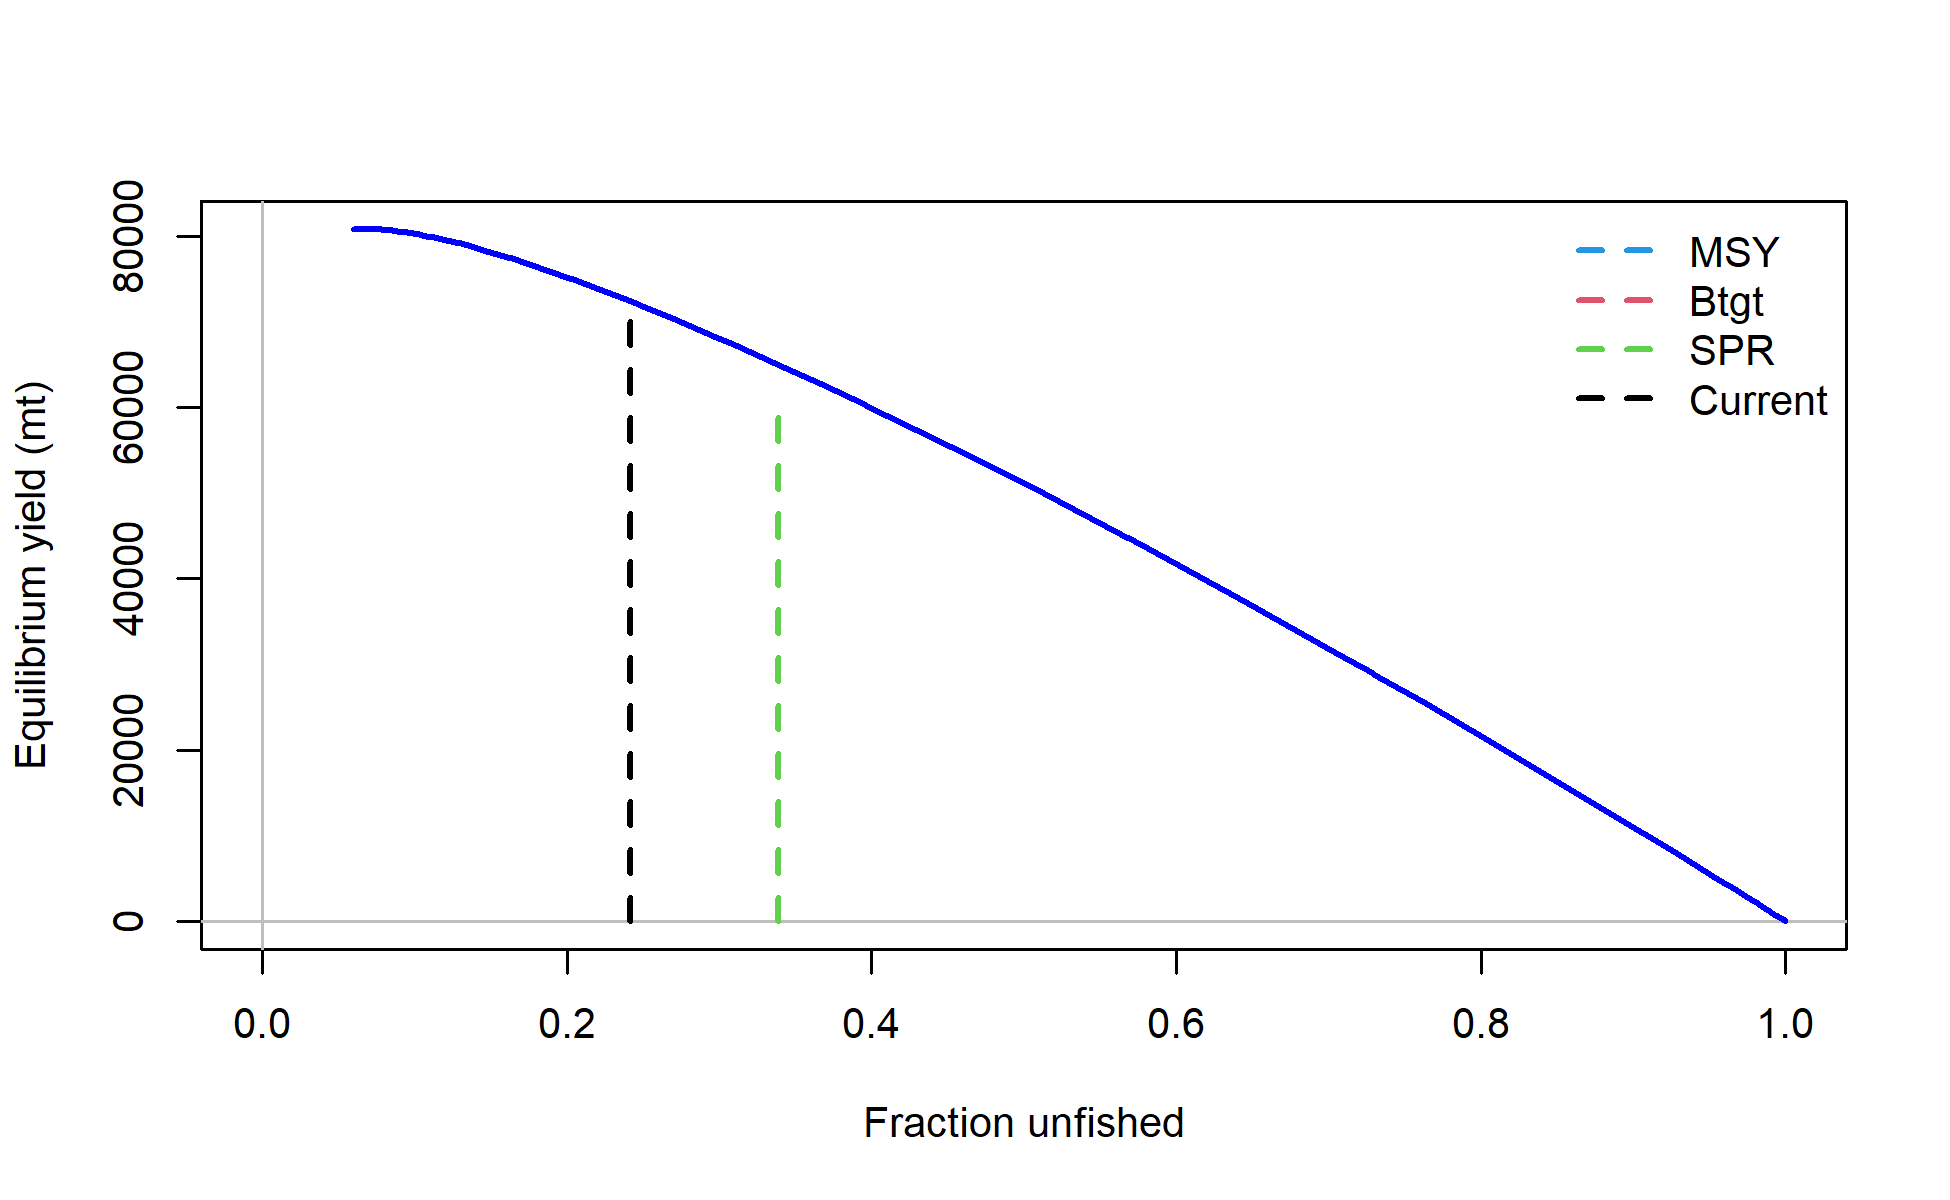 Equilibrium yield (mt)
80000
60000
40000
20000
0
MSY
Btgt
SPR
Current
0.0 0.2 0.4 0.6 0.8 1.0
Fraction unfished